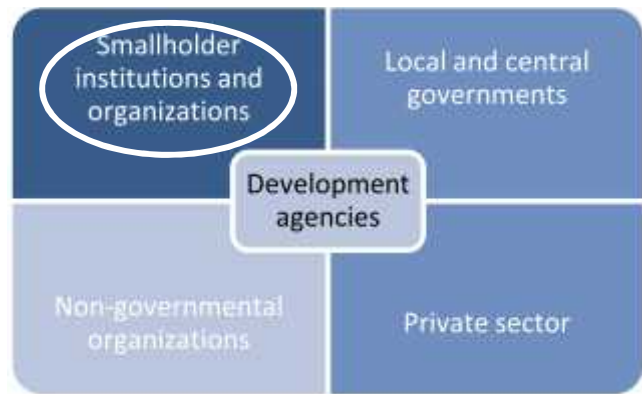 Smallholder
institutions and
organizations
Local and central
governments
Development
agencies
Non-governmental
organizations
Private sector